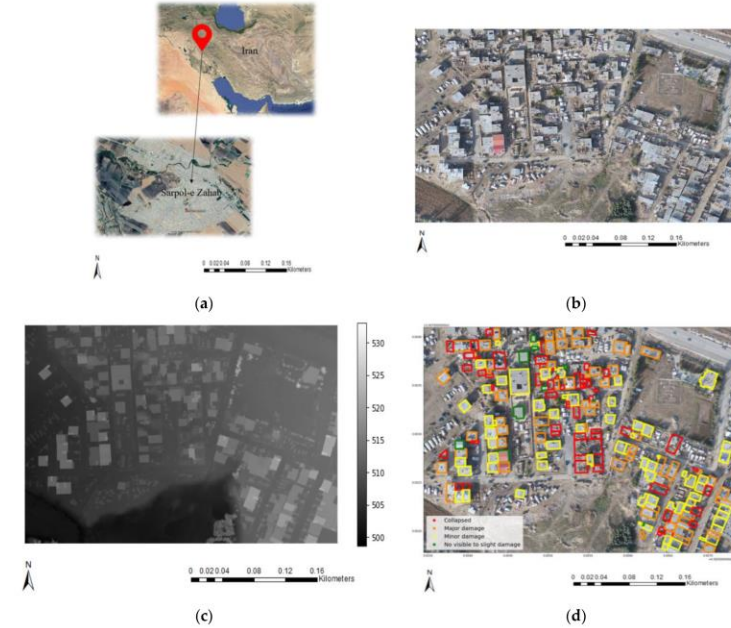 Iran
Sarpol-e Zahab
N
0 0.02 0.04 0.08 0.12 0.16
Kilometers
(a)
N
0 0.02 0.04 0.08 0.12 0.16
Kilometers
(b)
530
525
520
515
510
505
500
N
0 0.02 0.04 0.08 0.12 0.16
Kilometers
(c)
Collapsed
Major damage
Minor damage
No visible to slight damage
N
0 0.02 0.04 0.08 0.12 0.16
Kilometers
(d)